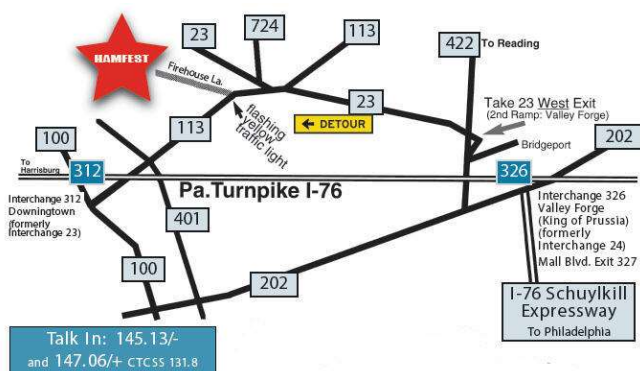 HAMFEST
23
724
113
422
To Reading
Firehouse La.
flashing
yellow
traffic light
← DETOUR
23
Take 23 West Exit
(2nd Ramp: Valley Forge)
Bridgeport
202
100
113
To
Harrisburg
312
326
Pa.Turnpike I-76
Interchange 312
Downingtown
(formerly
Interchange 23)
401
100
202
Interchange 326
Valley Forge
(King of Prussia)
(formerly
Interchange 24)
Mall Blvd. Exit 327
I-76 Schuylkill
Expressway
To Philadelphia
Talk In: 145.13/-
and 147.06/+ CTCSS 131.8